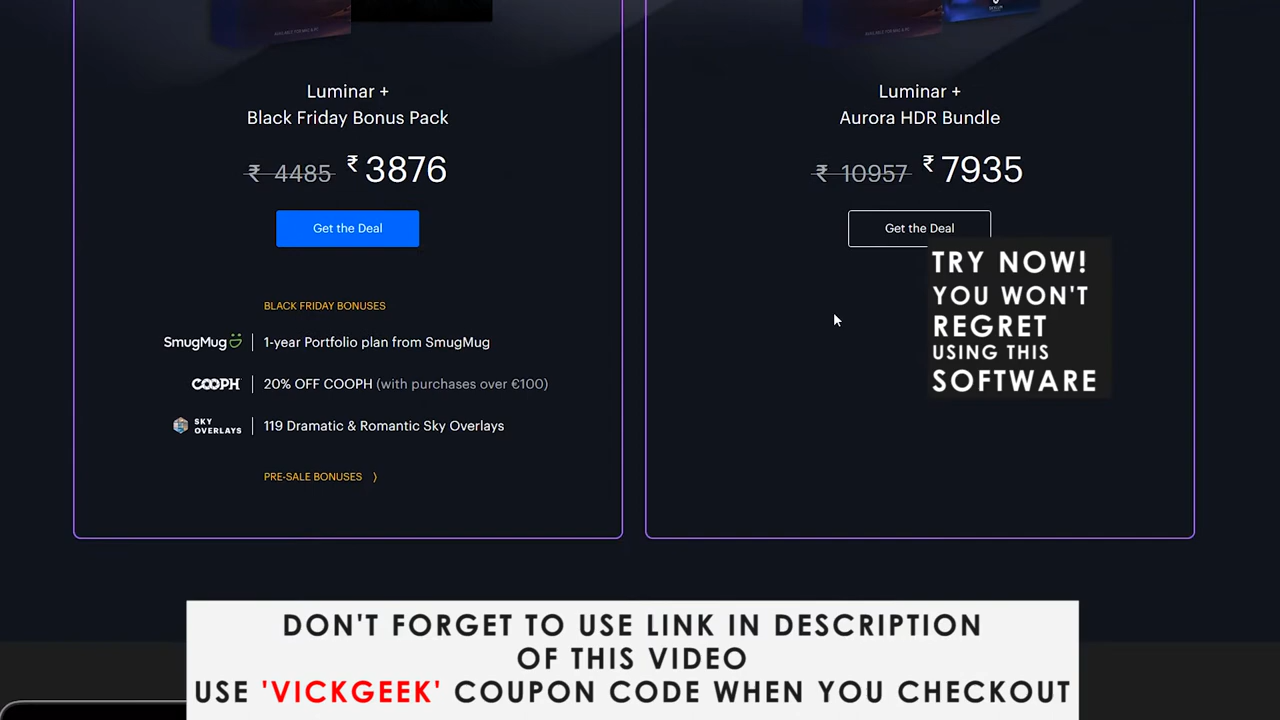 Luminar +
Black Friday Bonus Pack
₹ 4485 ₹ 3876
Get the Deal
BLACK FRIDAY BONUSES
SmugMug 1-year Portfolio plan from SmugMug
COOPH 20% OFF COOPH (with purchases over €100)
SKY OVERLAYS 119 Dramatic & Romantic Sky Overlays
PRE-SALE BONUSES
Luminar +
Aurora HDR Bundle
₹ 10957 ₹ 7935
Get the Deal
TRY NOW!
YOU WON'T
REGRET
USING THIS
SOFTWARE
DON'T FORGET TO USE LINK IN DESCRIPTION
OF THIS VIDEO
USE 'VICKGEEK' COUPON CODE WHEN YOU CHECKOUT